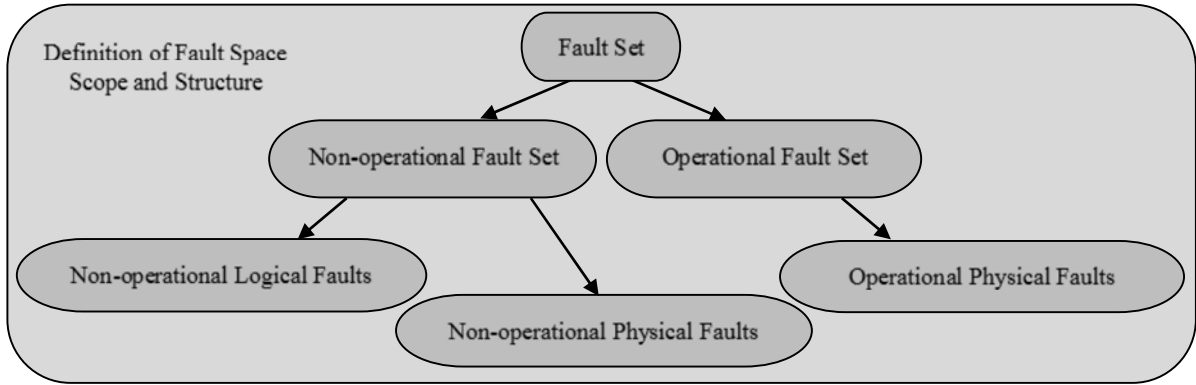 Definition of Fault Space
Scope and Structure
Fault Set
Non-operational Fault Set
Operational Fault Set
Non-operational Logical Faults
Operational Physical Faults
Non-operational Physical Faults